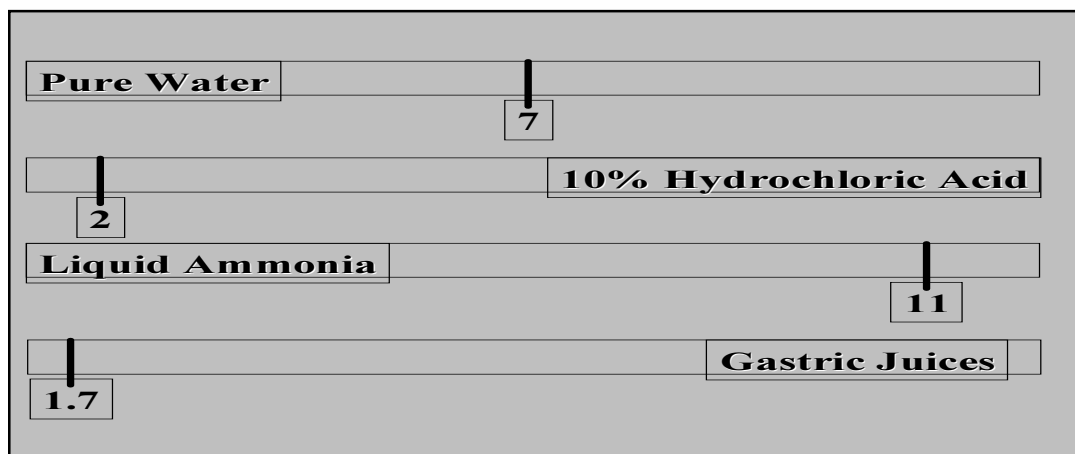 Pure Water
7
10% Hydrochloric Acid
2
Liquid Ammonia
11
Gastric Juices
1.7